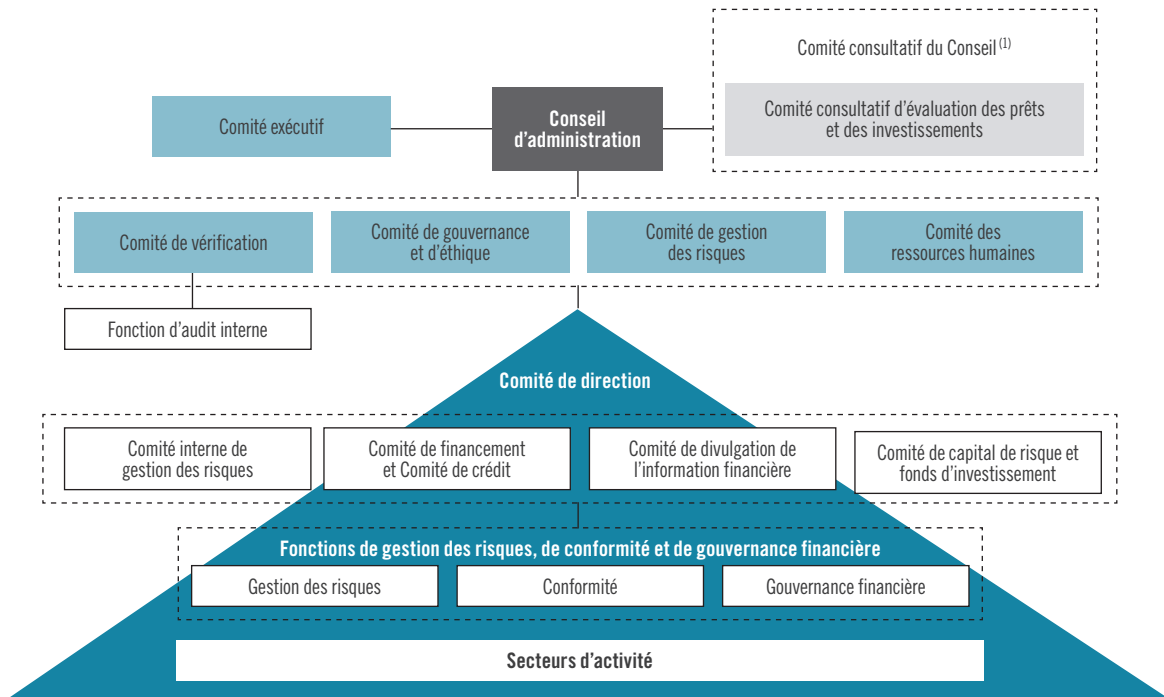 Comité consultatif du Conseil (1)
Comité consultatif d'évaluation des prêts
et des investissements
Comité exécutif
Conseil
d'administration
Comité de vérification
Comité de gouvernance
et d'éthique
Comité de gestion
des risques
Comité des
ressources humaines
Fonction d'audit interne
Comité de direction
Comité interne de
gestion des risques
Comité de financement
et Comité de crédit
Comité de divulgation de
l'information financière
Comité de capital de risque et
fonds d'investissement
Fonctions de gestion des risques, de conformité et de gouvernance financière
Gestion des risques
Conformité
Gouvernance financière
Secteurs d'activité